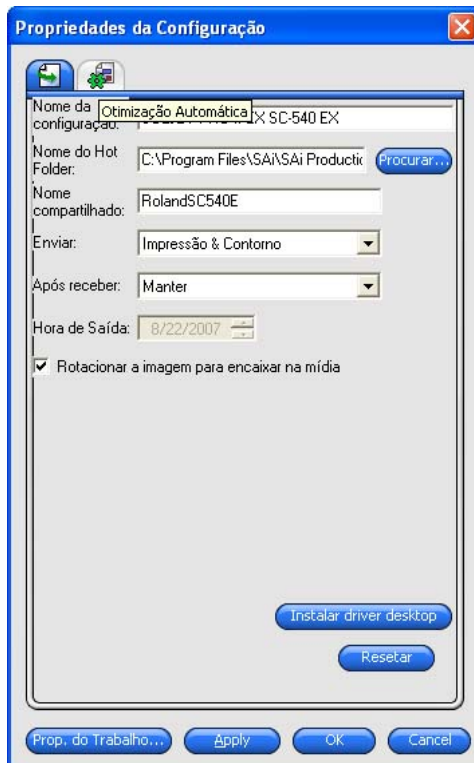 Propriedades da Configuração
Nome da configuração: EX SC-540 EX
Otimização Automática
Nome do Hot Folder: C:\Program Files\SAi\SAi Productic Procurar...
Nome compartilhado: RolandSC540E
Enviar: Impressão & Contorno
Após receber: Manter
Hora de Saída: 8/22/2007
Rotacionar a imagem para encaixar na mídia
Instalar driver desktop
Resetar
Prop. do Trabalho... Apply OK Cancel